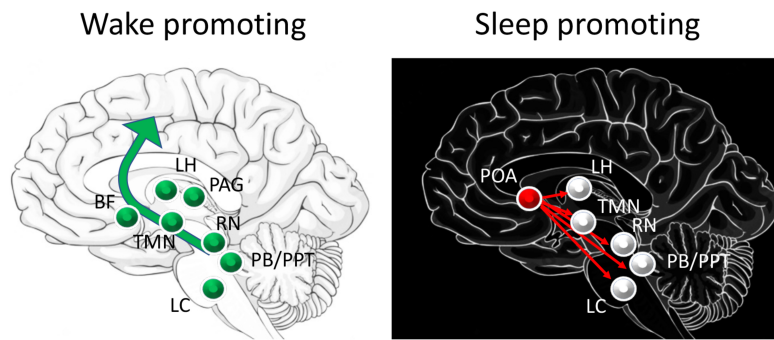 Wake promoting
LH
PAG
BF
RN
TMN
PB/PPT
LC
Sleep promoting
LH
POA
TMN
RN
PB/PPT
LC